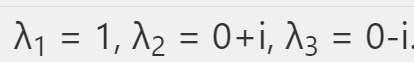 λ₁ = 1, λ₂ = 0+i, λ₃ = 0-i.